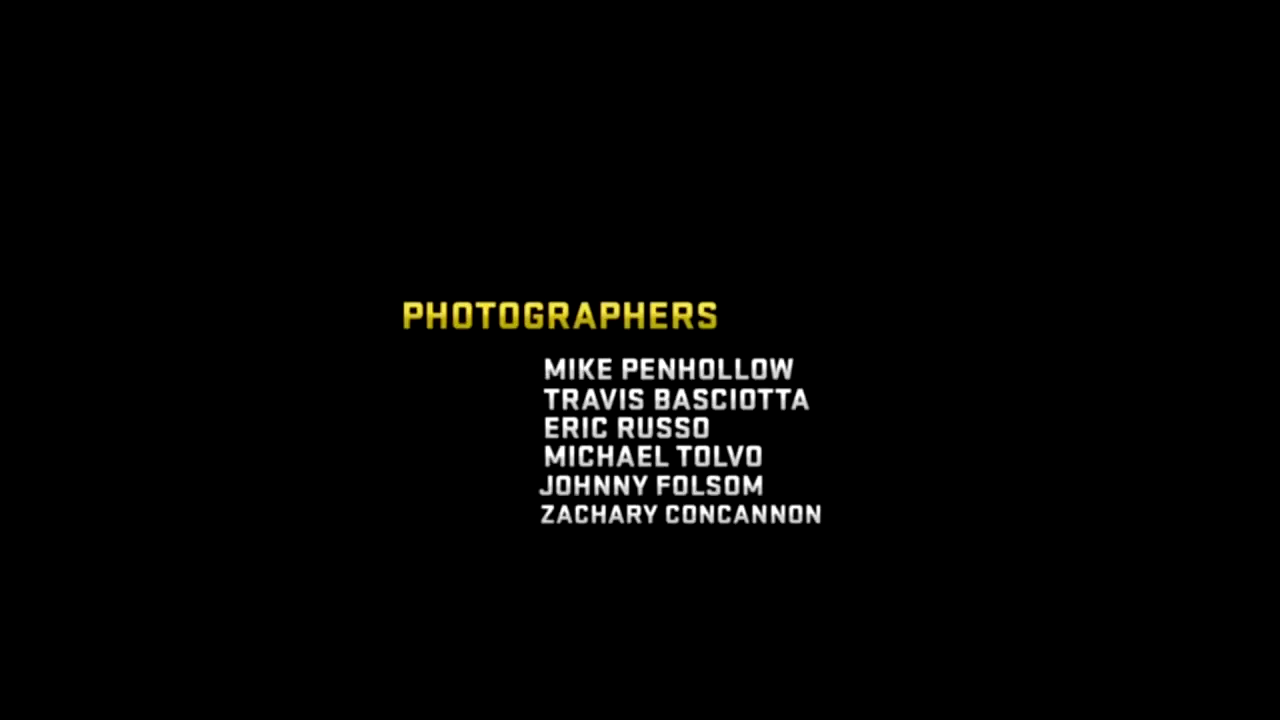 PHOTOGRAPHERS
MIKE PENHOLLOW
TRAVIS BASCIOTTA
ERIC RUSSO
MICHAEL TOLVO
JOHNNY FOLSOM
ZACHARY CONCANNON